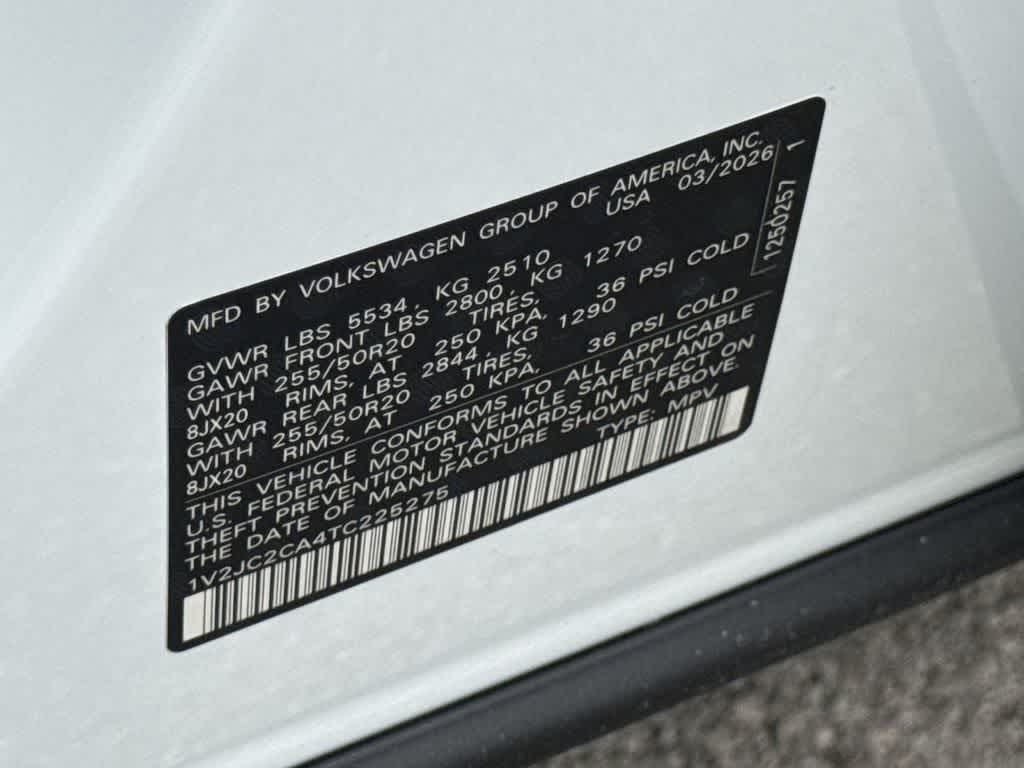 MFD BY VOLKSWAGEN GROUP OF AMERICA, INC.
USA 03/2026
GVWR LBS 5534, KG 2510
GAWR FRONT LBS 2800, KG 1270
WITH 255/50R20 TIRES,
8JX20 RIMS, AT 250 KPA, 36 PSI COLD
GAWR REAR LBS 2844, KG 1290
WITH 255/50R20 TIRES,
8JX20 RIMS, AT 250 KPA, 36 PSI COLD
THIS VEHICLE CONFORMS TO ALL APPLICABLE
U.S. FEDERAL MOTOR VEHICLE SAFETY AND
THEFT PREVENTION STANDARDS IN EFFECT ON
THE DATE OF MANUFACTURE SHOWN ABOVE.
1V2JC2CA4TC225275 TYPE: MPV
1250257 1